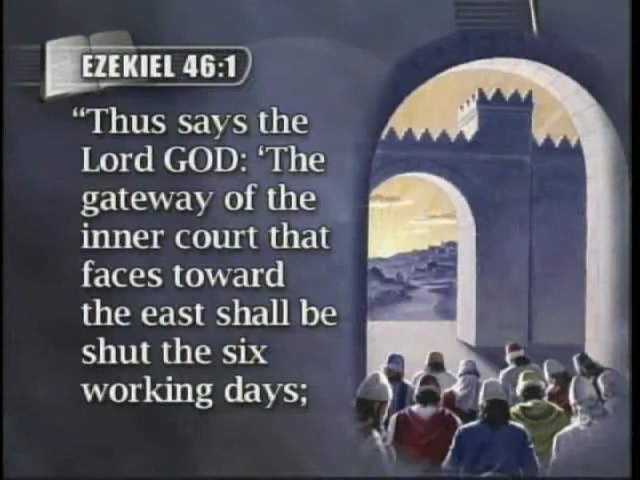 EZEKIEL 46:1
“Thus says the
Lord GOD: ‘The
gateway of the
inner court that
faces toward
the east shall be
shut the six
working days;